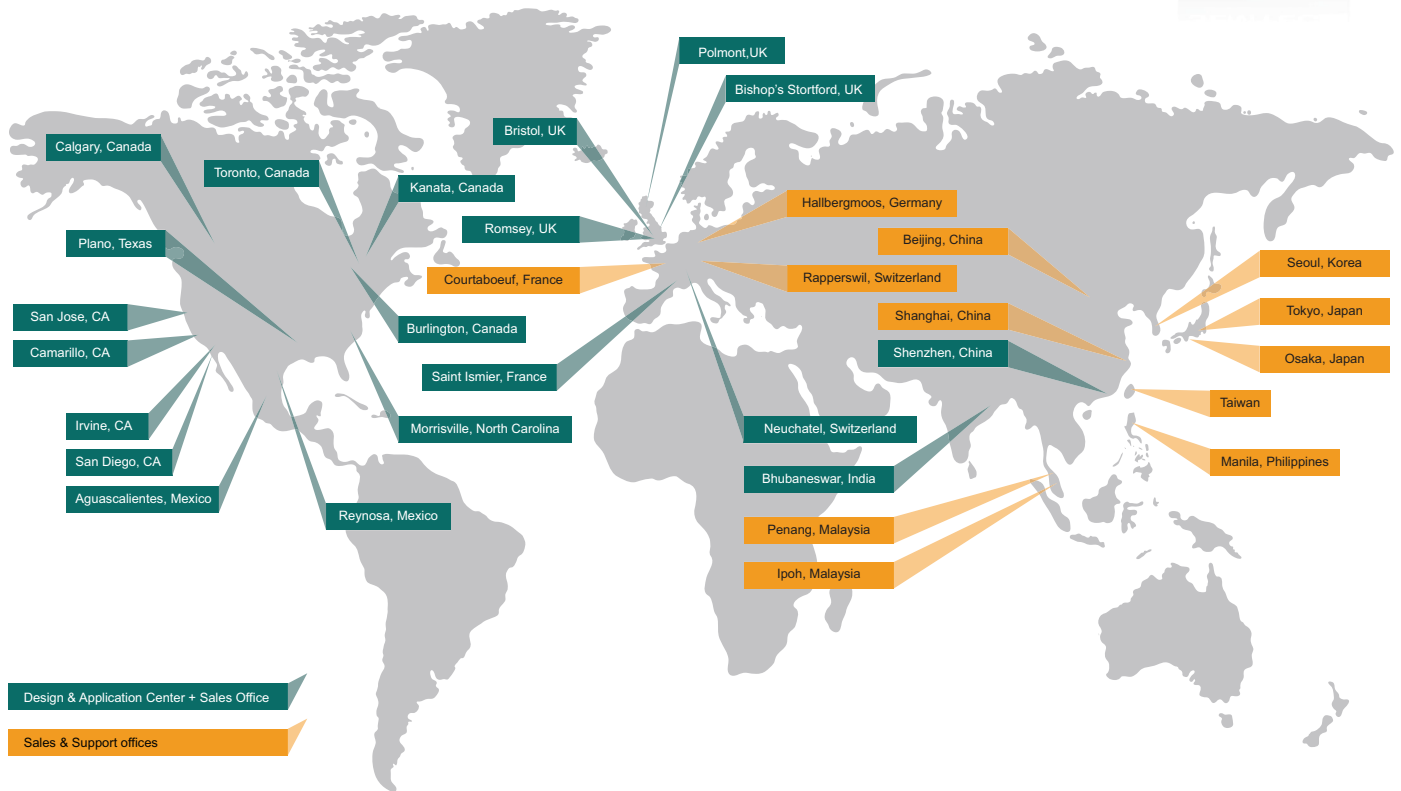 Polmont,UK
Bishop's Stortford, UK
Bristol, UK
Calgary, Canada
Toronto, Canada
Kanata, Canada
Hallbergmoos, Germany
Romsey, UK
Plano, Texas
Beijing, China
Seoul, Korea
Courtaboeuf, France
Rapperswil, Switzerland
San Jose, CA
Shanghai, China
Tokyo, Japan
Burlington, Canada
Camarillo, CA
Shenzhen, China
Osaka, Japan
Saint Ismier, France
Taiwan
Irvine, CA
Morrisville, North Carolina
Neuchatel, Switzerland
San Diego, CA
Manila, Philippines
Bhubaneswar, India
Aguascalientes, Mexico
Reynosa, Mexico
Penang, Malaysia
Ipoh, Malaysia
Design & Application Center + Sales Office
Sales & Support offices